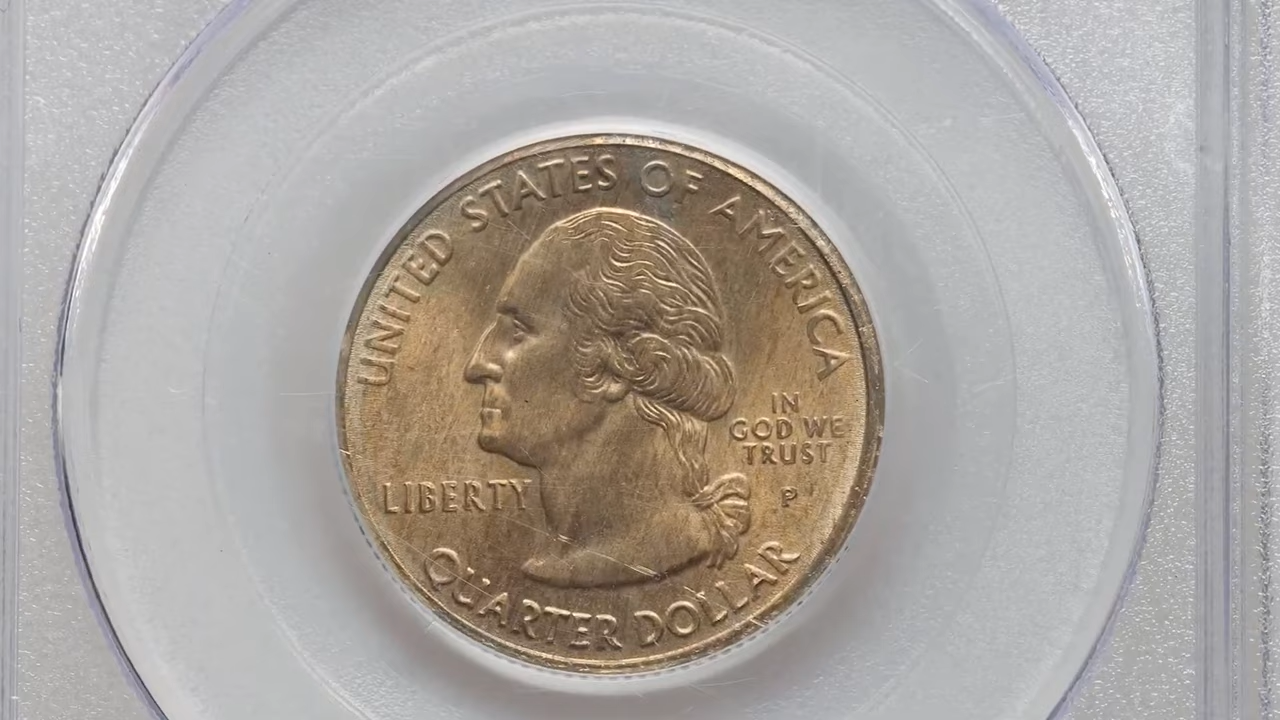 UNITED STATES OF AMERICA
IN
GOD WE
TRUST
LIBERTY
P
QUARTER DOLLAR